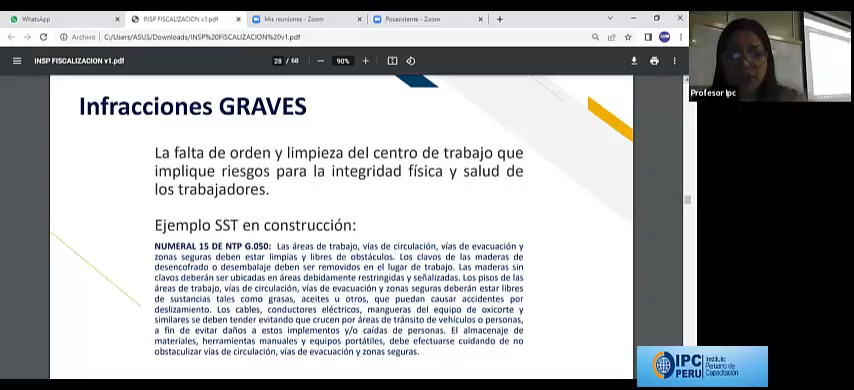 WhatsApp
INSP FISCALIZACION v1.pdf
Mis reuniones - Zoom
Posasistente - Zoom
Archivo
C:/Users/ASUS/Downloads/INSP%20FISCALIZACION%20v1.pdf
INSP FISCALIZACION v1.pdf
28 / 68
90%
Profesor Ipc
Infracciones GRAVES
La falta de orden y limpieza del centro de trabajo que
implique riesgos para la integridad física y salud de
los trabajadores.
Ejemplo SST en construcción:
NUMERAL 15 DE NTP G.050: Las áreas de trabajo, vías de circulación, vías de evacuación y
zonas seguras deben estar limpias y libres de obstáculos. Los clavos de las maderas de
desencofrado o desembalaje deben ser removidos en el lugar de trabajo. Las maderas sin
clavos deberán ser ubicadas en áreas debidamente restringidas y señalizadas. Los pisos de las
áreas de trabajo, vías de circulación, vías de evacuación y zonas seguras deberán estar libres
de sustancias tales como grasas, aceites u otros, que puedan causar accidentes por
deslizamiento. Los cables, conductores eléctricos, mangueras del equipo de oxicorte y
similares se deben tender evitando que crucen por áreas de tránsito de vehículos o personas,
a fin de evitar daños a estos implementos y/o caídas de personas. El almacenaje de
materiales, herramientas manuales y equipos portátiles, debe efectuarse cuidando de no
obstaculizar vías de circulación, vías de evacuación y zonas seguras.
IPC
PERÚ
Instituto
Peruano de
Capacitación